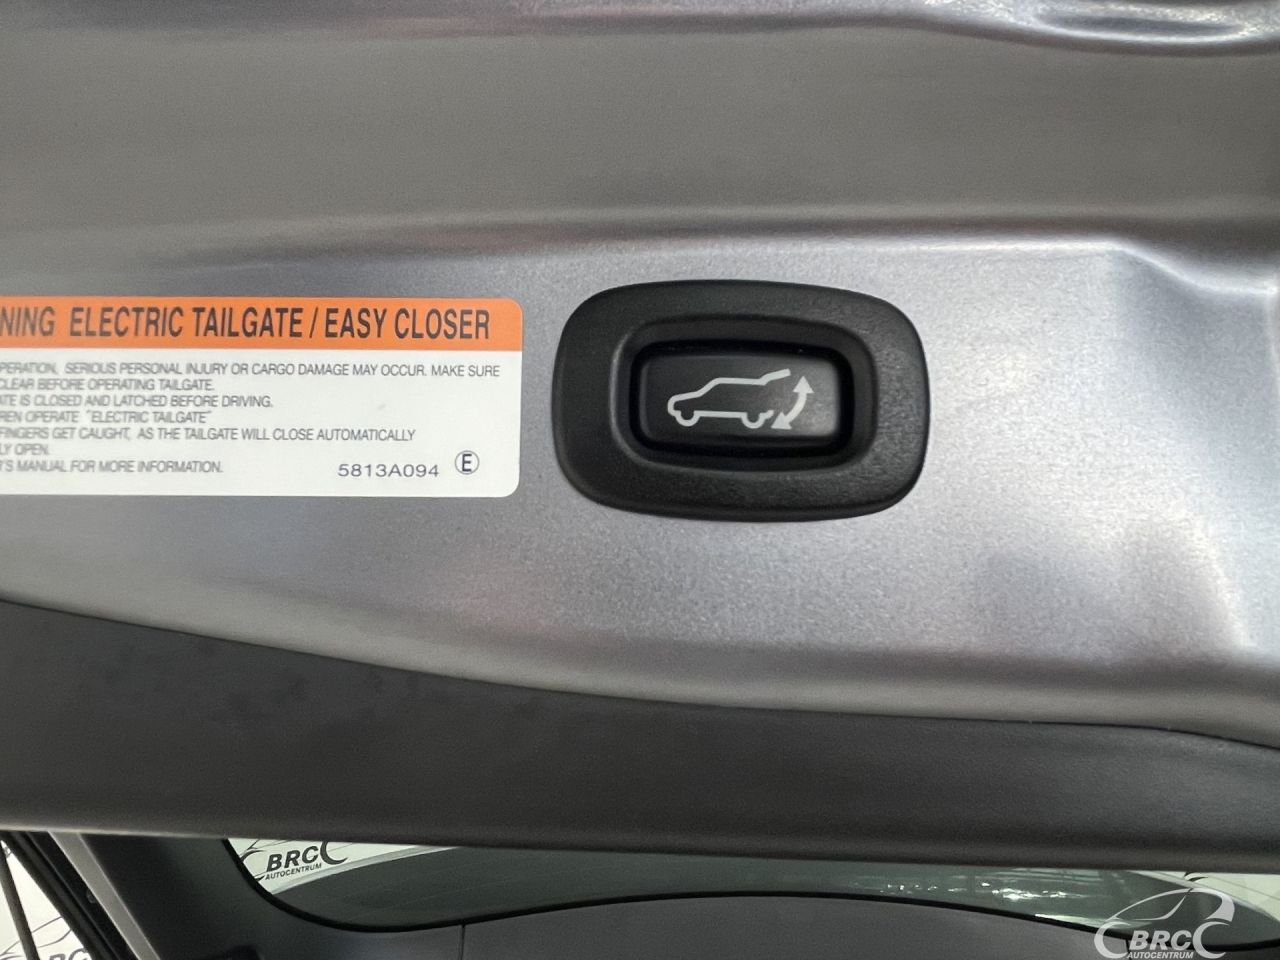 NING ELECTRIC TAILGATE / EASY CLOSER
PERATION, SERIOUS PERSONAL INJURY OR CARGO DAMAGE MAY OCCUR. MAKE SURE
CLEAR BEFORE OPERATING TAILGATE.
ATE IS CLOSED AND LATCHED BEFORE DRIVING.
REN OPERATE "ELECTRIC TAILGATE"
FINGERS GET CAUGHT, AS THE TAILGATE WILL CLOSE AUTOMATICALLY
LY OPEN.
'S MANUAL FOR MORE INFORMATION.
5813A094 E
BRC
AUTOCENTRUM
BRC
BRC
AUTOCENTRUM